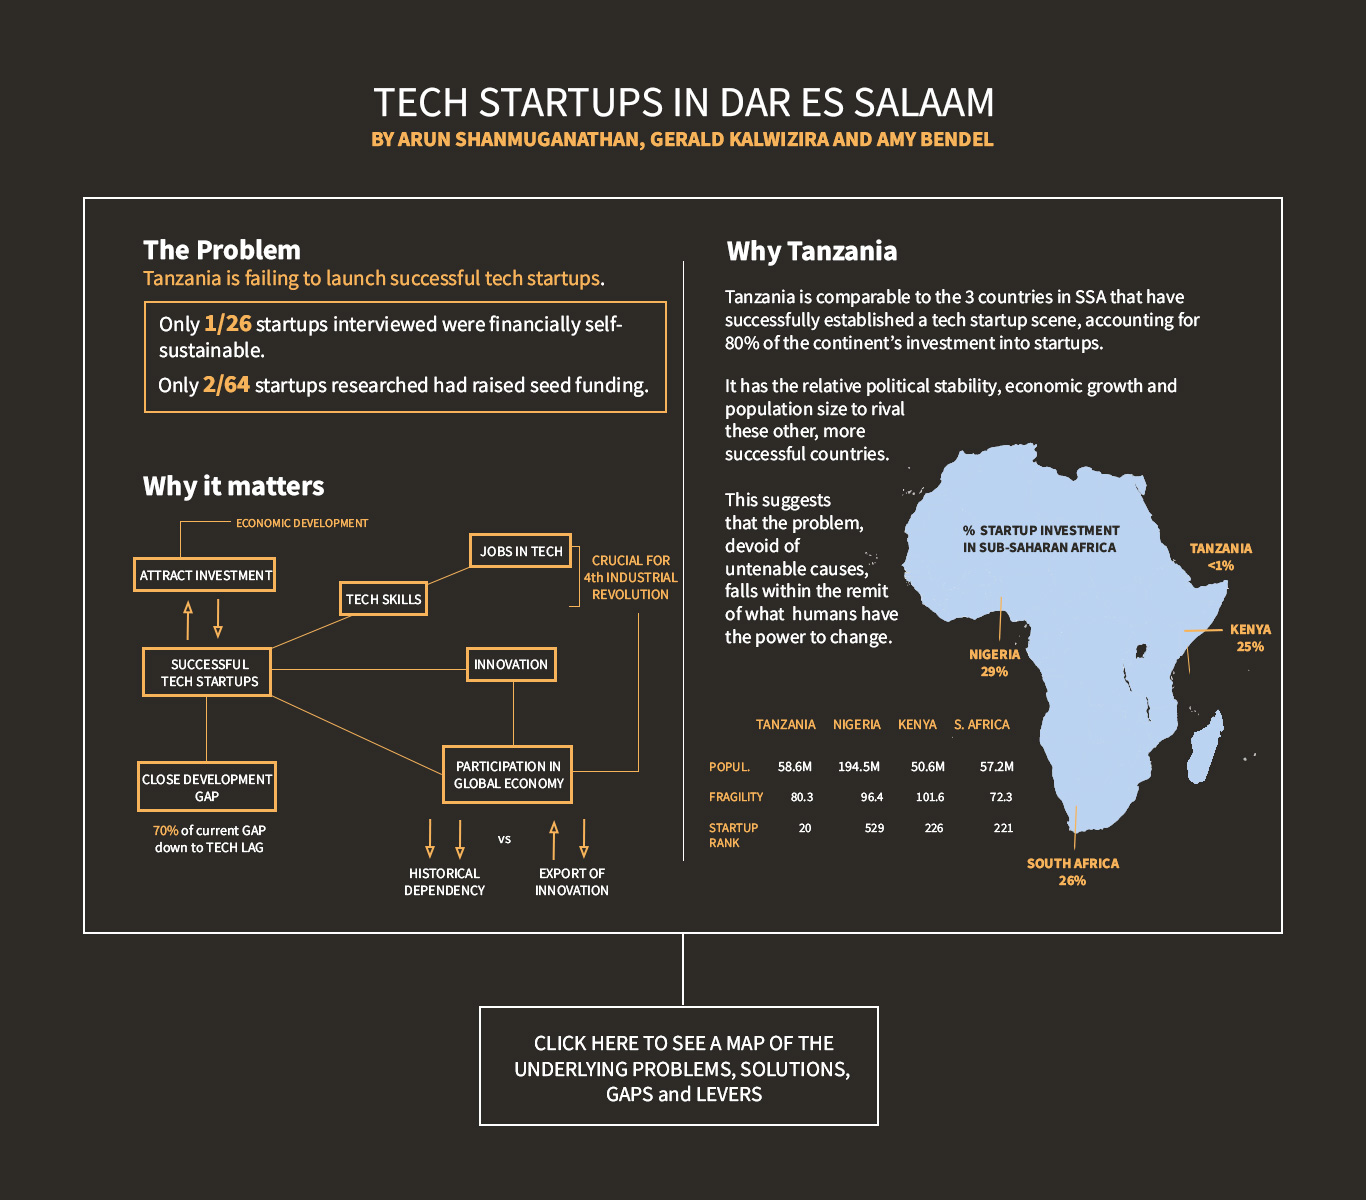 TECH STARTUPS IN DAR ES SALAAM
BY ARUN SHANMUGANATHAN, GERALD KALWIZIRA AND AMY BENDEL
The Problem
Tanzania is failing to launch successful tech startups.
Only 1/26 startups interviewed were financially self-
sustainable.
Only 2/64 startups researched had raised seed funding.
Why it matters
ECONOMIC DEVELOPMENT
ATTRACT INVESTMENT
JOBS IN TECH
TECH SKILLS
CRUCIAL FOR
4th INDUSTRIAL
REVOLUTION
SUCCESSFUL
TECH STARTUPS
INNOVATION
CLOSE DEVELOPMENT
GAP
PARTICIPATION IN
GLOBAL ECONOMY
70% of current GAP
down to TECH LAG
vs
HISTORICAL
DEPENDENCY
EXPORT OF
INNOVATION
Why Tanzania
Tanzania is comparable to the 3 countries in SSA that have
successfully established a tech startup scene, accounting for
80% of the continent’s investment into startups.
It has the relative political stability, economic growth and
population size to rival
these other, more
successful countries.
This suggests
that the problem,
devoid of
untenable causes,
falls within the remit
of what humans have
the power to change.
% STARTUP INVESTMENT
IN SUB-SAHARAN AFRICA
TANZANIA
<1%
KENYA
25%
NIGERIA
29%
SOUTH AFRICA
26%
TANZANIA NIGERIA KENYA S. AFRICA
POPUL. 58.6M 194.5M 50.6M 57.2M
FRAGILITY 80.3 96.4 101.6 72.3
STARTUP 20 529 226 221
RANK
CLICK HERE TO SEE A MAP OF THE
UNDERLYING PROBLEMS, SOLUTIONS,
GAPS and LEVERS